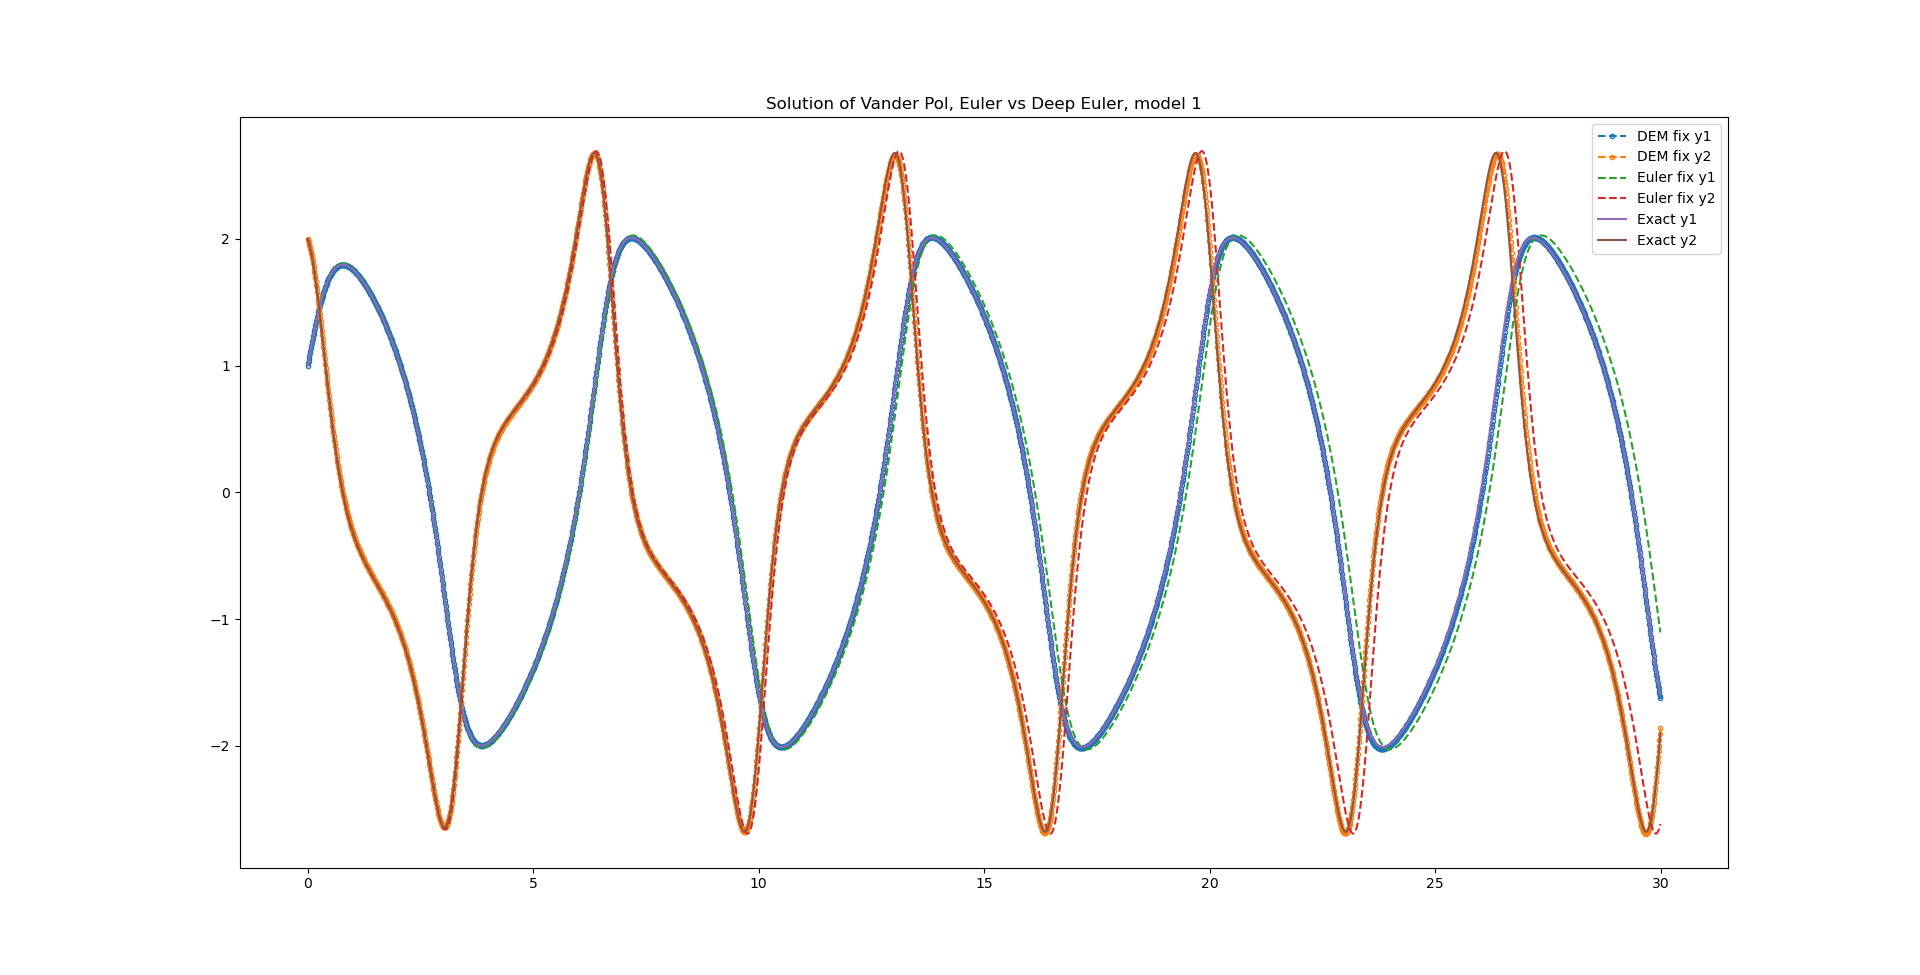 Solution of Vander Pol, Euler vs Deep Euler, model 1
DEM fix y1
DEM fix y2
Euler fix y1
Euler fix y2
Exact y1
Exact y2
2
1
0
−1
−2
0 5 10 15 20 25 30